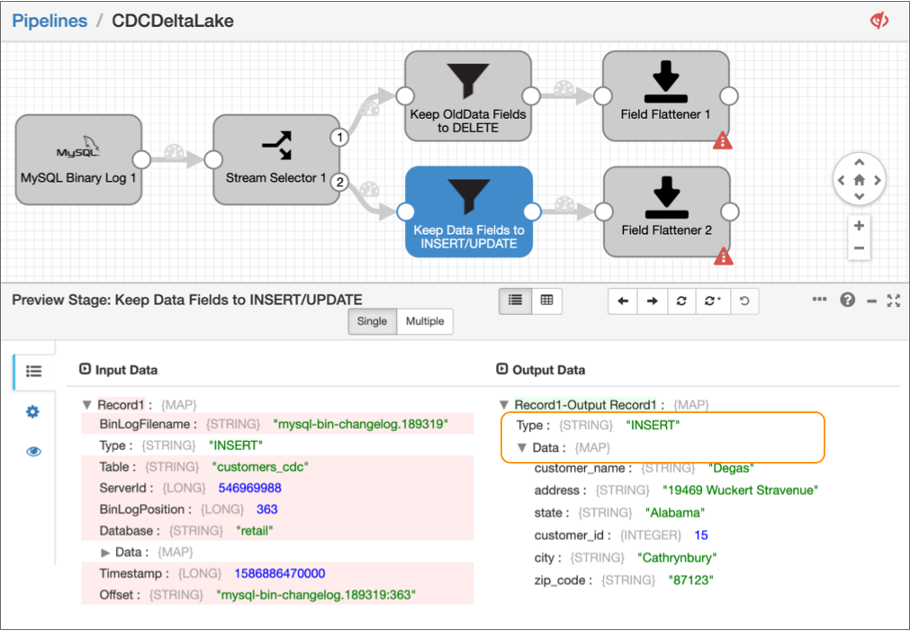 Pipelines / CDCDeltaLake
MySQL Binary Log 1
Stream Selector 1
1
2
Keep OldData Fields
to DELETE
Field Flattener 1
Keep Data Fields to
INSERT/UPDATE
Field Flattener 2
Preview Stage: Keep Data Fields to INSERT/UPDATE
Single Multiple
Input Data
Record1 : {MAP}
BinLogFilename : {STRING} "mysql-bin-changelog.189319"
Type : {STRING} "INSERT"
Table : {STRING} "customers_cdc"
ServerId : {LONG} 546969988
BinLogPosition : {LONG} 363
Database : {STRING} "retail"
Data : {MAP}
Timestamp : {LONG} 1586886470000
Offset : {STRING} "mysql-bin-changelog.189319:363"
Output Data
Record1-Output Record1 : {MAP}
Type : {STRING} "INSERT"
Data : {MAP}
customer_name : {STRING} "Degas"
address : {STRING} "19469 Wuckert Stravenue"
state : {STRING} "Alabama"
customer_id : {INTEGER} 15
city : {STRING} "Cathrynbury"
zip_code : {STRING} "87123"